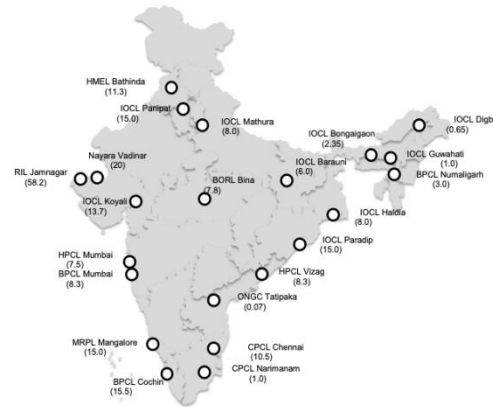 HMEL Bathinda
(11.3)
IOCL Panipat
(15.0)
IOCL Mathura
(8.0)
IOCL Digb
(0.65)
IOCL Bongaigaon
(2.35)
IOCL Guwahati
(1.0)
BPCL Numaligarh
(3.0)
Nayara Vadinar
(20)
RIL Jamnagar
(58.2)
IOCL Barauni
(6.0)
BORL Bina
(7.8)
IOCL Koyali
(13.7)
IOCL Haldia
(8.0)
IOCL Paradip
(15.0)
HPCL Mumbai
(7.5)
BPCL Mumbai
(8.3)
HPCL Vizag
(8.3)
ONGC Tatipaka
(0.07)
MRPL Mangalore
(15.0)
CPCL Chennai
(10.5)
CPCL Narimanam
(1.0)
BPCL Cochin
(15.5)